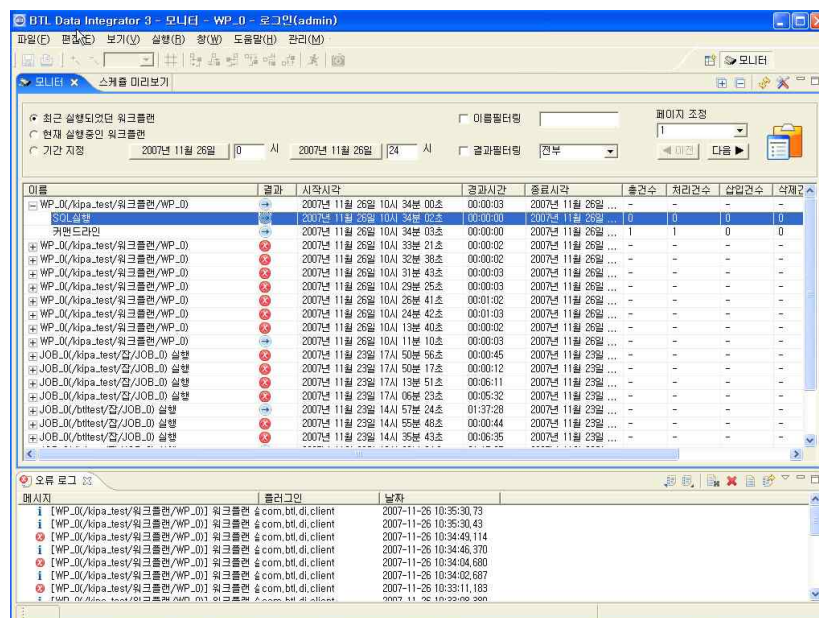 BTL Data Integrator 3 - 모니터 - WP_0 - 로그인(admin)
파일(F) 편집(E) 보기(V) 실행(R) 창(W) 도움말(H) 관리(M)
모니터
모니터 스케쥴 미리보기
최근 실행되었던 워크플랜 이름필터링 페이지 조정
현재 실행중인 워크플랜 1
기간 지정 2007년 11월 26일 0 시 2007년 11월 26일 24 시 결과필터링 전부 이전 다음
이름 결과 시작시각 경과시간 종료시각 총건수 처리건수 삽입건수
WP_0(/kipa_test/워크플랜/WP_0) 2007년 11월 26일 10시 34분 00초 00:00:03 2007년 11월 26일 ... - - - -
SQL실행 2007년 11월 26일 10시 34분 02초 00:00:00 2007년 11월 26일 ... 0 0 0 0
커맨드라인 2007년 11월 26일 10시 34분 03초 00:00:00 2007년 11월 26일 ... 1 1 0 0
WP_0(/kipa_test/워크플랜/WP_0) 2007년 11월 26일 10시 33분 21초 00:00:02 2007년 11월 26일 ... - - - -
WP_0(/kipa_test/워크플랜/WP_0) 2007년 11월 26일 10시 32분 38초 00:00:02 2007년 11월 26일 ... - - - -
WP_0(/kipa_test/워크플랜/WP_0) 2007년 11월 26일 10시 31분 43초 00:00:03 2007년 11월 26일 ... - - - -
WP_0(/kipa_test/워크플랜/WP_0) 2007년 11월 26일 10시 29분 25초 00:00:03 2007년 11월 26일 ... - - - -
WP_0(/kipa_test/워크플랜/WP_0) 2007년 11월 26일 10시 26분 41초 00:01:02 2007년 11월 26일 ... - - - -
WP_0(/kipa_test/워크플랜/WP_0) 2007년 11월 26일 10시 24분 42초 00:01:03 2007년 11월 26일 ... - - - -
WP_0(/kipa_test/워크플랜/WP_0) 2007년 11월 26일 10시 13분 40초 00:00:02 2007년 11월 26일 ... - - - -
WP_0(/kipa_test/워크플랜/WP_0) 2007년 11월 26일 10시 11분 10초 00:00:03 2007년 11월 26일 ... - - - -
JOB_0(/kipa_test/잡/JOB_0) 실행 2007년 11월 23일 17시 50분 56초 00:00:45 2007년 11월 23일 ... - - - -
JOB_0(/kipa_test/잡/JOB_0) 실행 2007년 11월 23일 17시 50분 17초 00:00:12 2007년 11월 23일 ... - - - -
JOB_0(/kipa_test/잡/JOB_0) 실행 2007년 11월 23일 17시 13분 51초 00:06:11 2007년 11월 23일 ... - - - -
JOB_0(/kipa_test/잡/JOB_0) 실행 2007년 11월 23일 17시 06분 23초 00:05:32 2007년 11월 23일 ... - - - -
JOB_0(/btltest/잡/JOB_0) 실행 2007년 11월 23일 14시 57분 24초 01:37:28 2007년 11월 23일 ... - - - -
JOB_0(/btltest/잡/JOB_0) 실행 2007년 11월 23일 14시 55분 48초 00:00:44 2007년 11월 23일 ... - - - -
JOB_0(/btltest/잡/JOB_0) 실행 2007년 11월 23일 14시 35분 43초 00:06:35 2007년 11월 23일 ... - - - -
오류 로그
메시지 플러그인 날짜
[WP_0(/kipa_test/워크플랜/WP_0)] 워크플랜 com.btl.di.client 2007-11-26 10:35:30,73
[WP_0(/kipa_test/워크플랜/WP_0)] 워크플랜 com.btl.di.client 2007-11-26 10:35:30,43
[WP_0(/kipa_test/워크플랜/WP_0)] 워크플랜 com.btl.di.client 2007-11-26 10:34:49,114
[WP_0(/kipa_test/워크플랜/WP_0)] 워크플랜 com.btl.di.client 2007-11-26 10:34:46,370
[WP_0(/kipa_test/워크플랜/WP_0)] 워크플랜 com.btl.di.client 2007-11-26 10:34:04,680
[WP_0(/kipa_test/워크플랜/WP_0)] 워크플랜 com.btl.di.client 2007-11-26 10:34:02,687
[WP_0(/kipa_test/워크플랜/WP_0)] 워크플랜 com.btl.di.client 2007-11-26 10:33:11,183